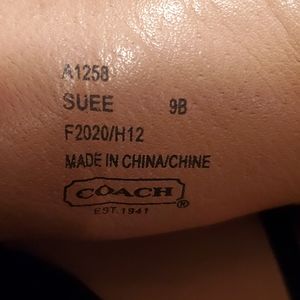 A1258
SUEE 9B
F2020/H12
MADE IN CHINA/CHINE
COACH®
EST. 1941